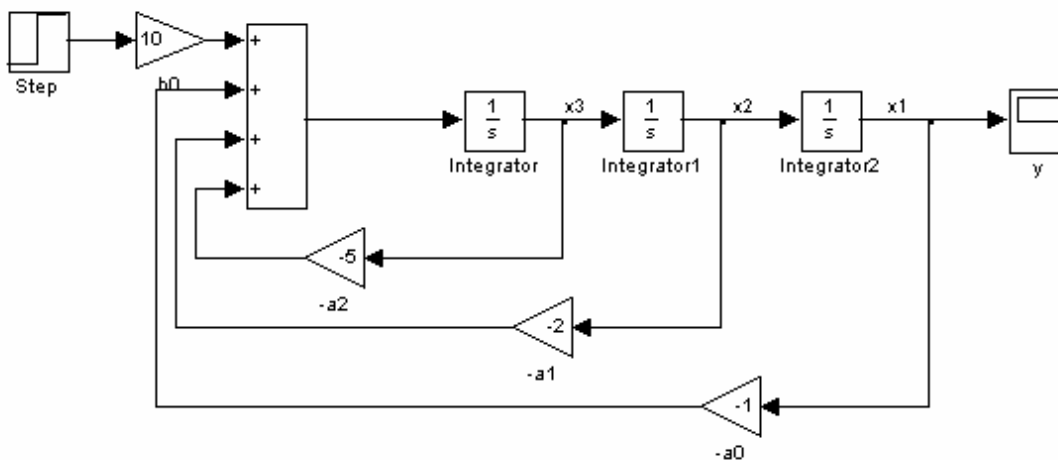 10
+
Step
b0
+
+
+
1
s
Integrator
x3
1
s
Integrator1
x2
1
s
Integrator2
x1
y
-5
-a2
-2
-a1
-1
-a0